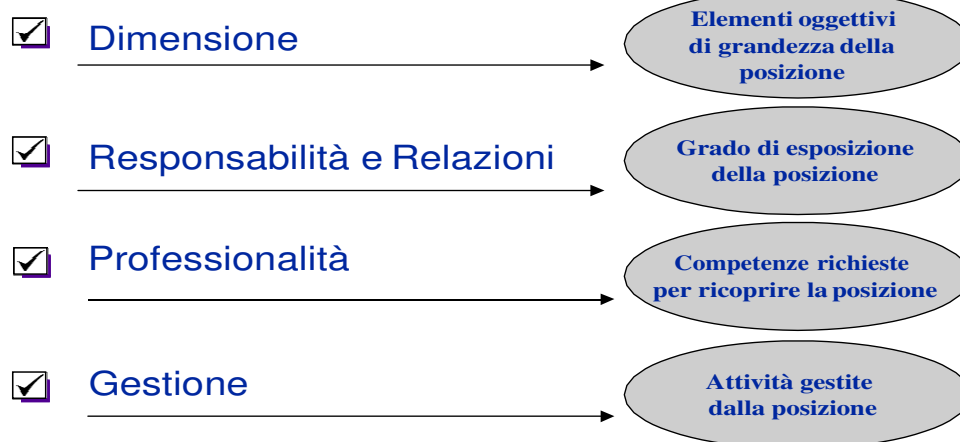 Dimensione
Elementi oggettivi
di grandezza della
posizione
Responsabilità e Relazioni
Grado di esposizione
della posizione
Professionalità
Competenze richieste
per ricoprire la posizione
Gestione
Attività gestite
dalla posizione